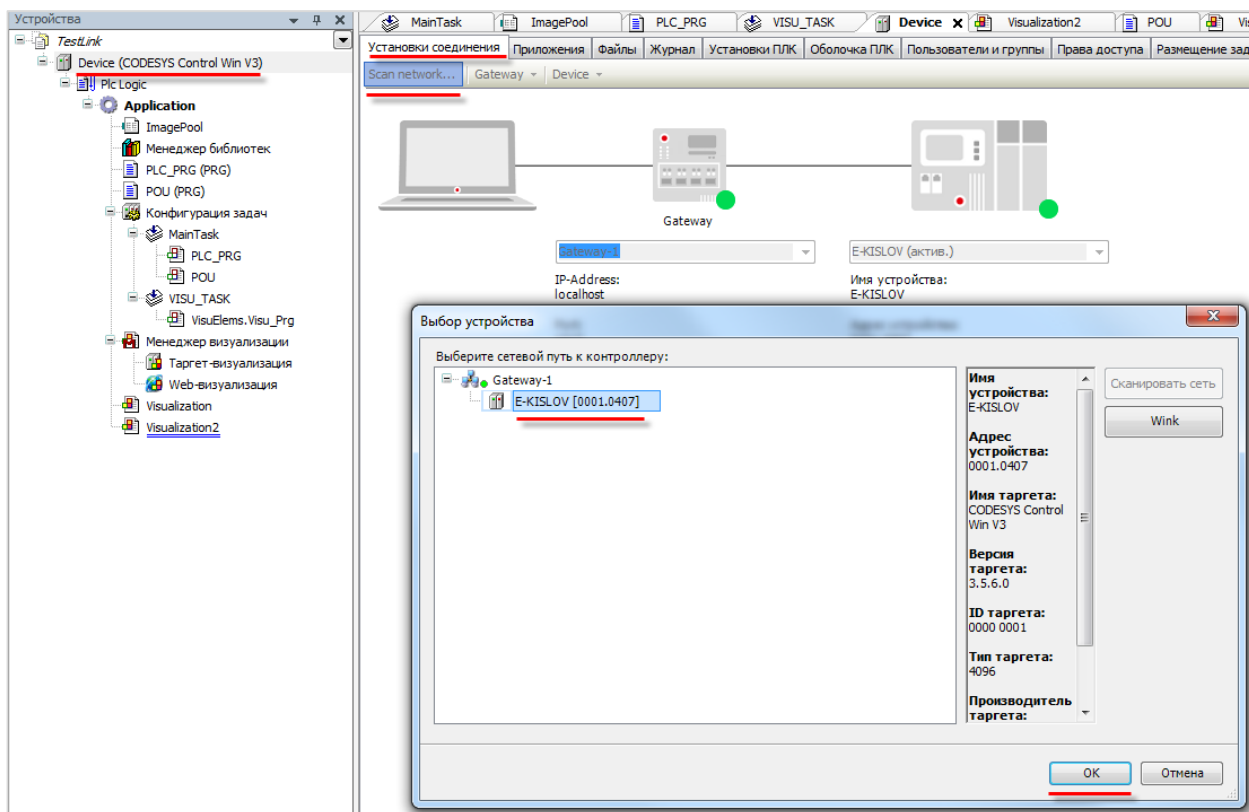 Устройства
TestLink
Device (CODESYS Control Win V3)
Plc Logic
Application
ImagePool
Менеджер библиотек
PLC_PRG (PRG)
POU (PRG)
Конфигурация задач
MainTask
PLC_PRG
POU
VISU_TASK
VisuElems.Visu_Prg
Менеджер визуализации
Таргет-визуализация
Web-визуализация
Visualization
Visualization2
MainTask ImagePool PLC_PRG VISU_TASK Device Visualization2 POU
Установки соединения Приложения Файлы Журнал Установки ПЛК Оболочка ПЛК Пользователи и группы Права доступа Размещение зад
Scan network... Gateway Device
Gateway
Gateway-1
E-KISLOV (актив.)
IP-Address:
localhost
Имя устройства:
E-KISLOV
Выбор устройства
Выберите сетевой путь к контроллеру:
Gateway-1
E-KISLOV [0001.0407]
Имя
устройства:
E-KISLOV
Адрес
устройства:
0001.0407
Имя таргета:
CODESYS Control
Win V3
Версия
таргета:
3.5.6.0
ID таргета:
0000 0001
Тип таргета:
4096
Производитель
таргета:
Сканировать сеть
Wink
OK Отмена